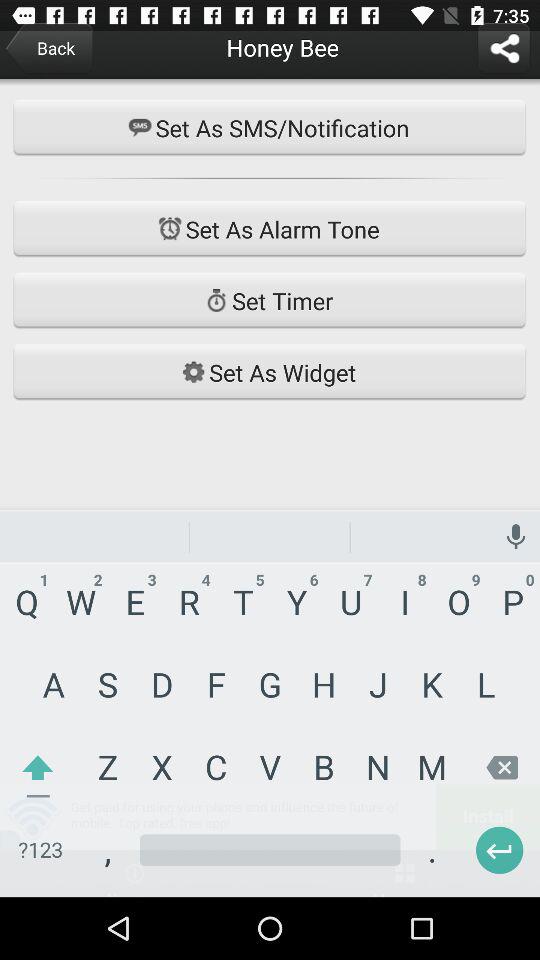 7:35
Back
Honey Bee
SMS Set As SMS/Notification
Set As Alarm Tone
Set Timer
Set As Widget
1 2 3 4 5 6 7 8 9 0
Q W E R T Y U I O P
A S D F G H J K L
Z X C V B N M
Get paid for using your phone and influence the future of
mobile. Top rated, free app!
Install
?123 , .